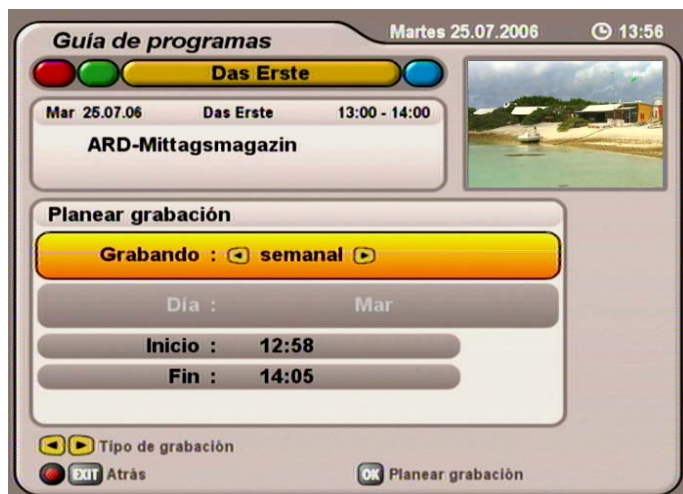 Guía de programas
Martes 25.07.2006 13:56
Das Erste
Mar 25.07.06 Das Erste 13:00 - 14:00
ARD-Mittagsmagazin
Planear grabación
Grabando : semanal
Día : Mar
Inicio : 12:58
Fin : 14:05
Tipo de grabación
EXIT Atrás
OK Planear grabación